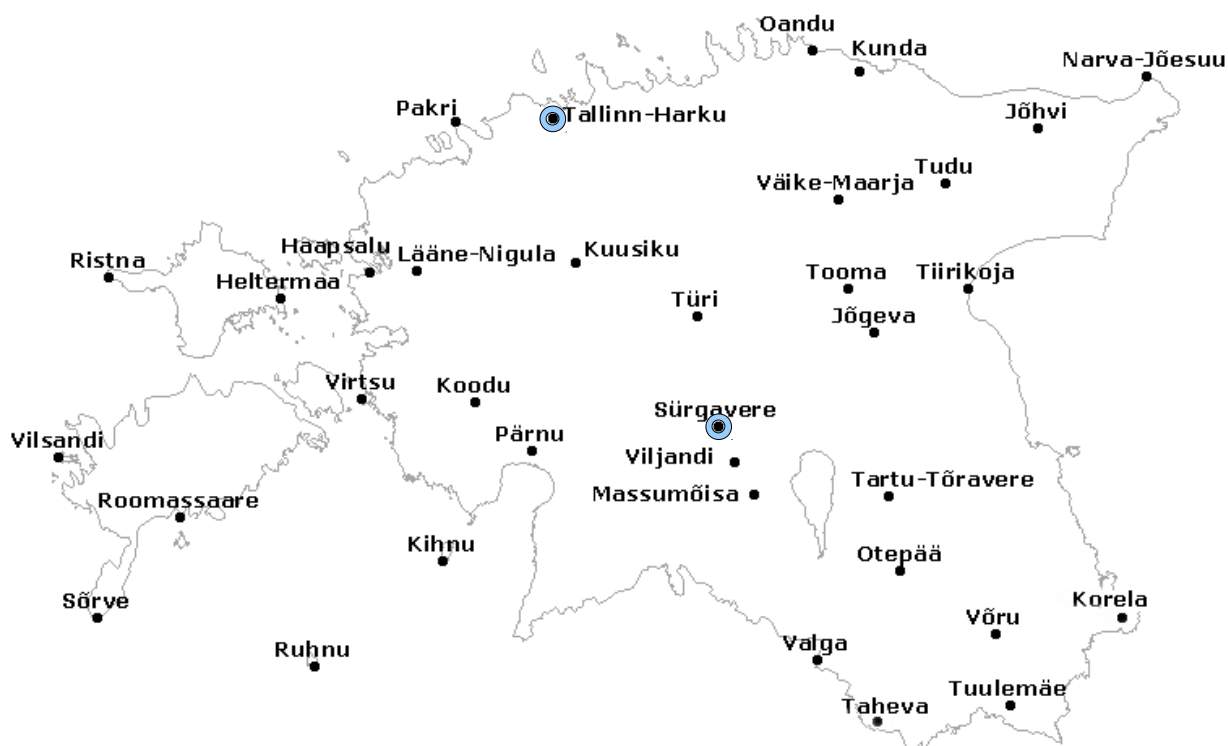 Oandu
Kunda
Narva-Jõesuu
Pakri
Tallinn-Harku
Jõhvi
Tudu
Väike-Maarja
Haapsalu
Lääne-Nigula
Kuusiku
Ristna
Heltermaa
Tooma
Tiirikoja
Türi
Jõgeva
Virtsu
Koodu
Sürgavere
Vilsandi
Pärnu
Viljandi
Tartu-Tõravere
Roomassaare
Massumõisa
Kihnu
Otepää
Sõrve
Korela
Võru
Ruhnu
Valga
Tuulemäe
Taheva